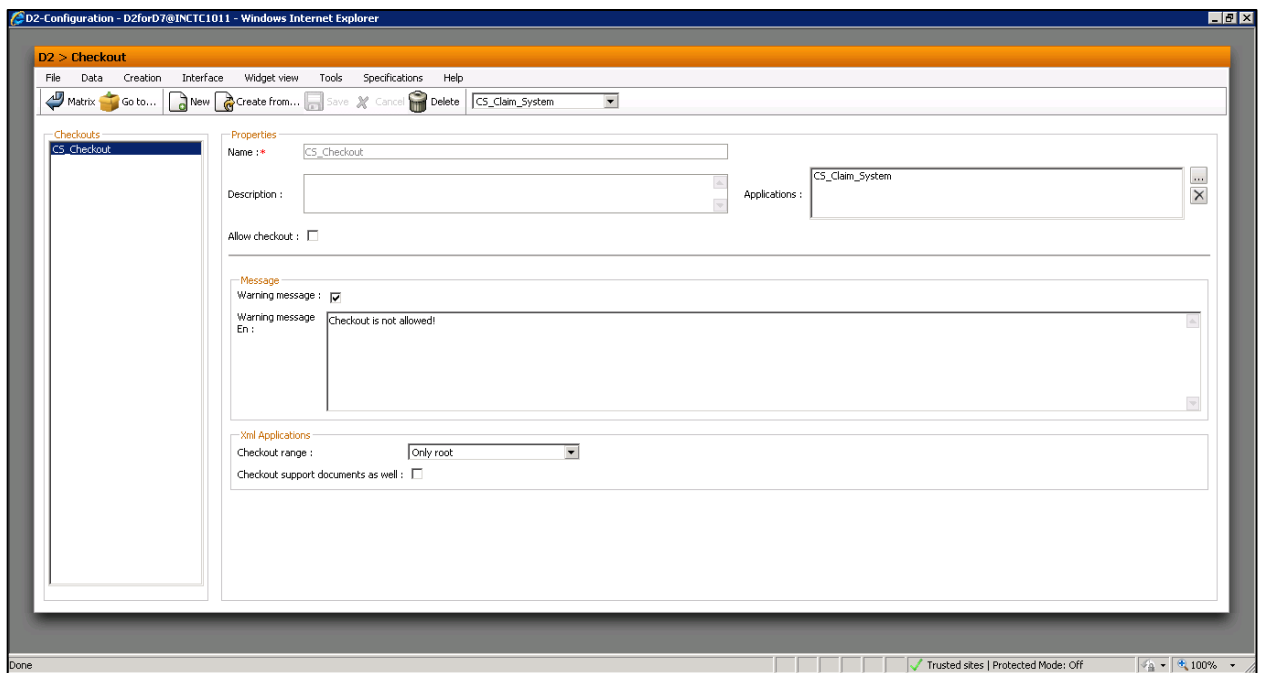 D2-Configuration - D2forD7@INCTC1011 - Windows Internet Explorer
D2 > Checkout
File Data Creation Interface Widget view Tools Specifications Help
Matrix Go to... New Create from... Save Cancel Delete CS_Claim_System
Checkouts
CS_Checkout
Properties
Name :* CS_Checkout
Description :
Applications : CS_Claim_System ...
Allow checkout :
Message
Warning message :
Warning message En : Checkout is not allowed!
Xml Applications
Checkout range : Only root
Checkout support documents as well :
Done Trusted sites | Protected Mode: Off 100%